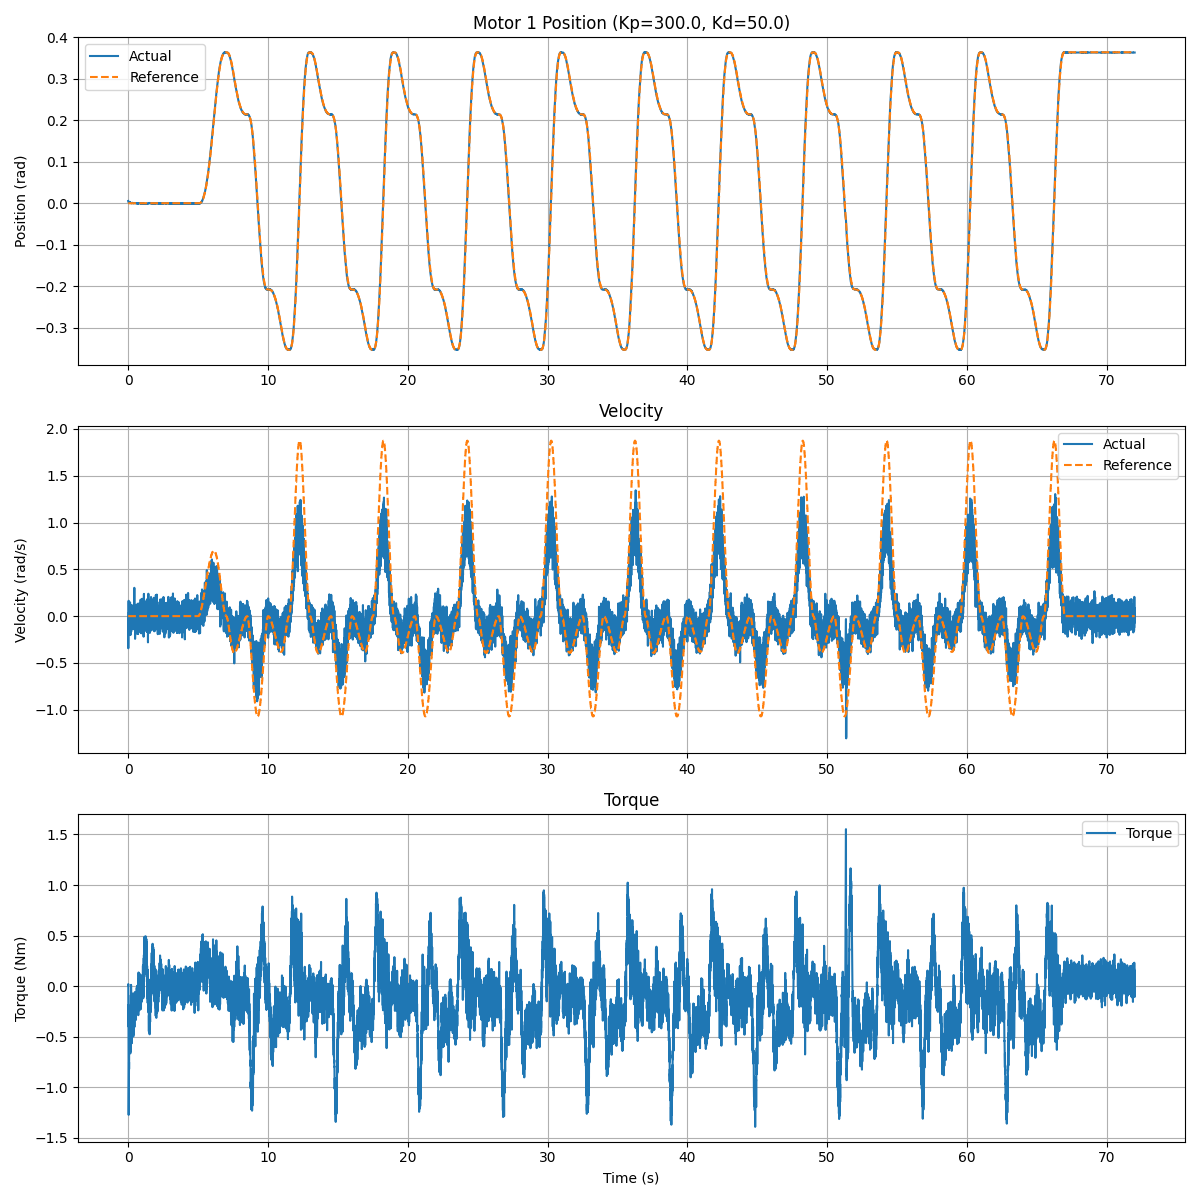 Motor 1 Position (Kp=300.0, Kd=50.0)
Actual
Reference
Position (rad)
0.4
0.3
0.2
0.1
0.0
−0.1
−0.2
−0.3
0 10 20 30 40 50 60 70
Velocity
Actual
Reference
Velocity (rad/s)
2.0
1.5
1.0
0.5
0.0
−0.5
−1.0
0 10 20 30 40 50 60 70
Torque
Torque
Torque (Nm)
1.5
1.0
0.5
0.0
−0.5
−1.0
−1.5
0 10 20 30 40 50 60 70
Time (s)